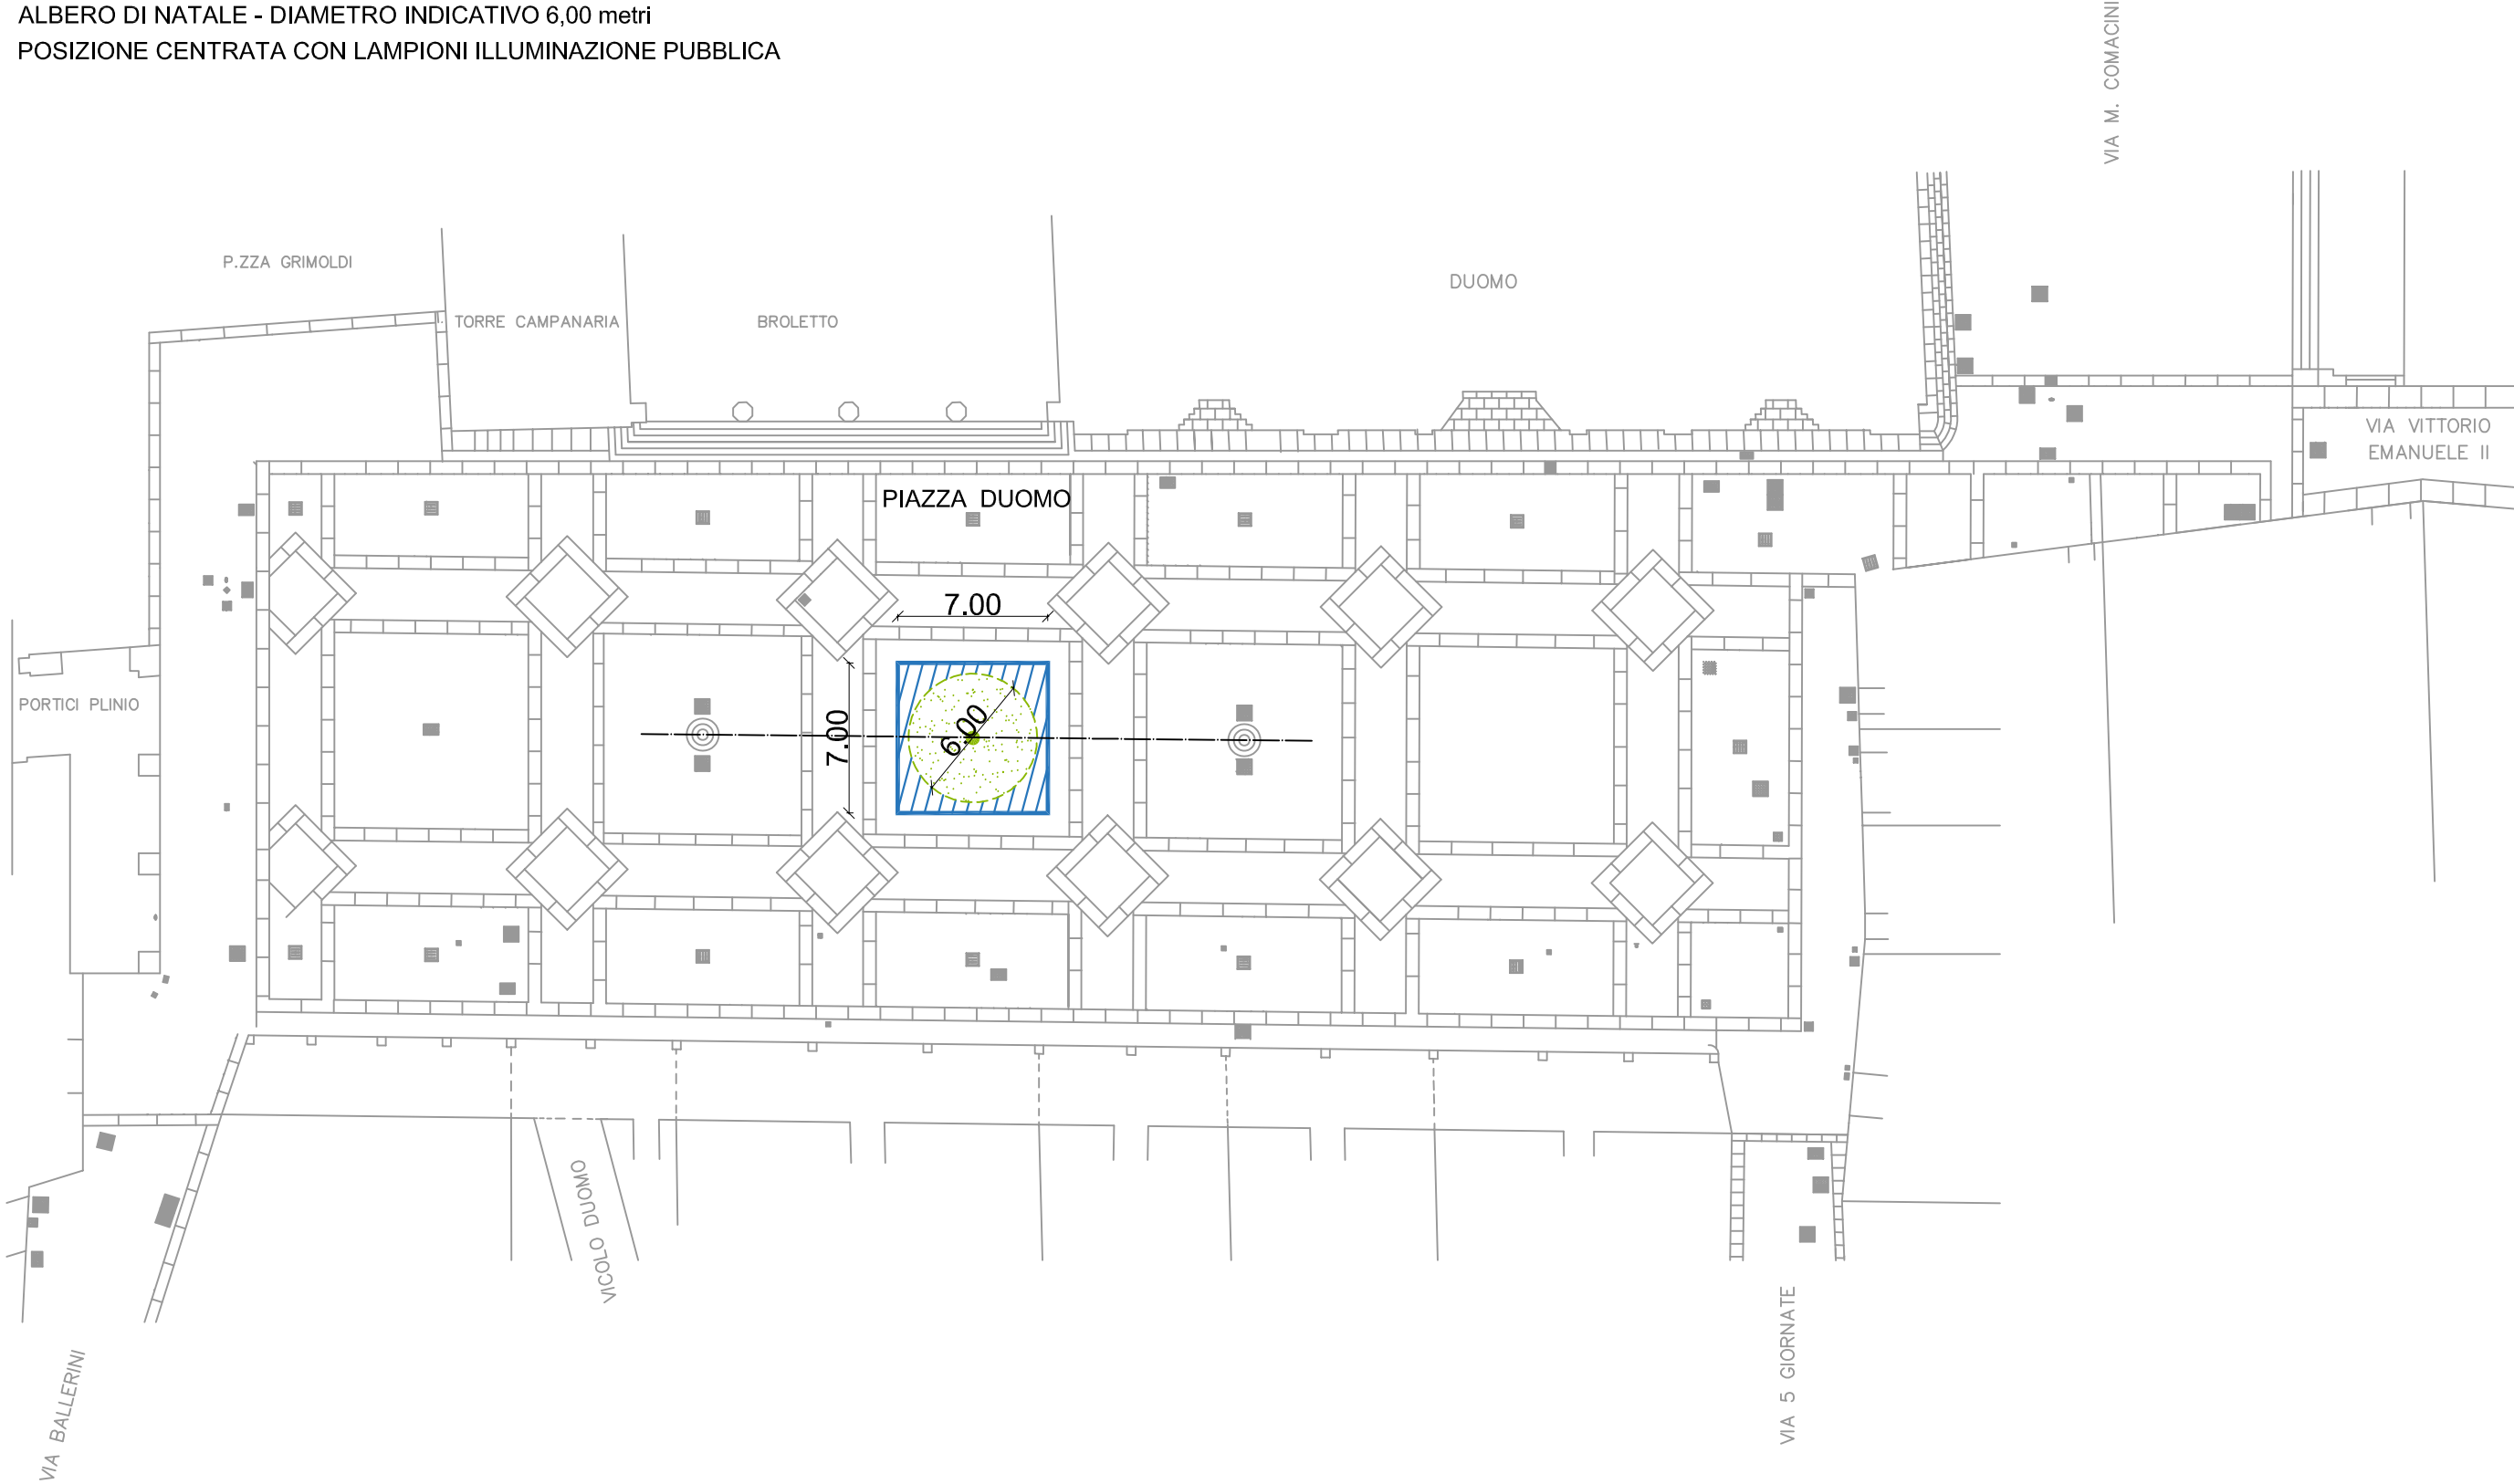 ALBERO DI NATALE - DIAMETRO INDICATIVO 6,00 metri
POSIZIONE CENTRATA CON LAMPIONI ILLUMINAZIONE PUBBLICA
VIA M. COMACINI
P.ZZA GRIMOLDI
TORRE CAMPANARIA
BROLETTO
DUOMO
VIA VITTORIO
EMANUELE II
PIAZZA DUOMO
7.00
PORTICI PLINIO
7.00
6.00
VICOLO DUOMO
VIA BALLERINI
VIA 5 GIORNATE